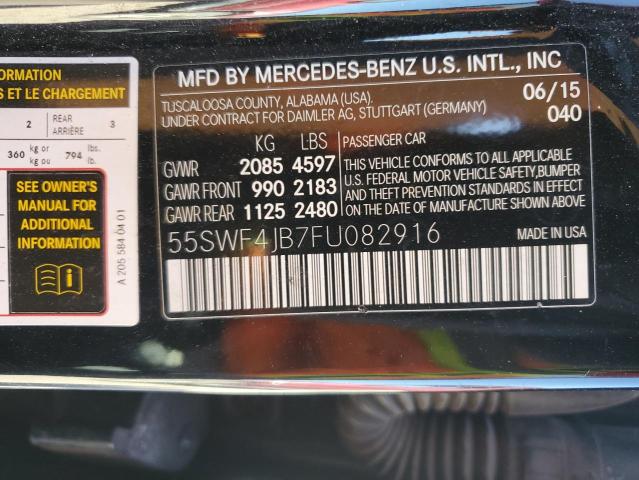 ORMATION
S ET LE CHARGEMENT
2 REAR ARRIÈRE 3
360 kg or kg ou 794 lbs. lb.
SEE OWNER'S
MANUAL FOR
ADDITIONAL
INFORMATION
A 205 584 04 01
MFD BY MERCEDES-BENZ U.S. INTL., INC
TUSCALOOSA COUNTY, ALABAMA (USA). 06/15
UNDER CONTRACT FOR DAIMLER AG, STUTTGART (GERMANY) 040
KG LBS PASSENGER CAR
GVWR 2085 4597
GAWR FRONT 990 2183
GAWR REAR 1125 2480
THIS VEHICLE CONFORMS TO ALL APPLICABLE
U.S. FEDERAL MOTOR VEHICLE SAFETY,BUMPER
AND THEFT PREVENTION STANDARDS IN EFFECT
ON THE DATE OF MANUFACTURE SHOWN ABOVE
55SWF4JB7FU082916 MADE IN USA